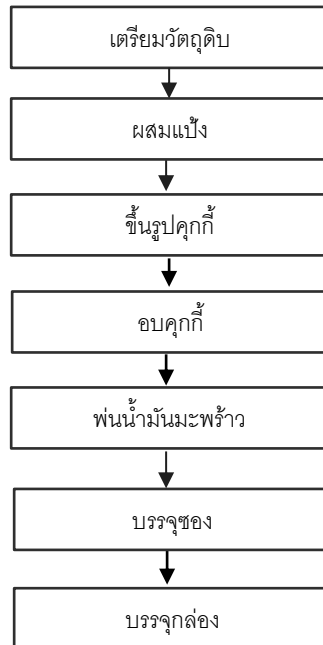 เตรียมวัตถุดิบ
ผสมแป้ง
ขึ้นรูปคุกกี้
อบคุกกี้
พ่นน้ำมันมะพร้าว
บรรจุซอง
บรรจุกล่อง